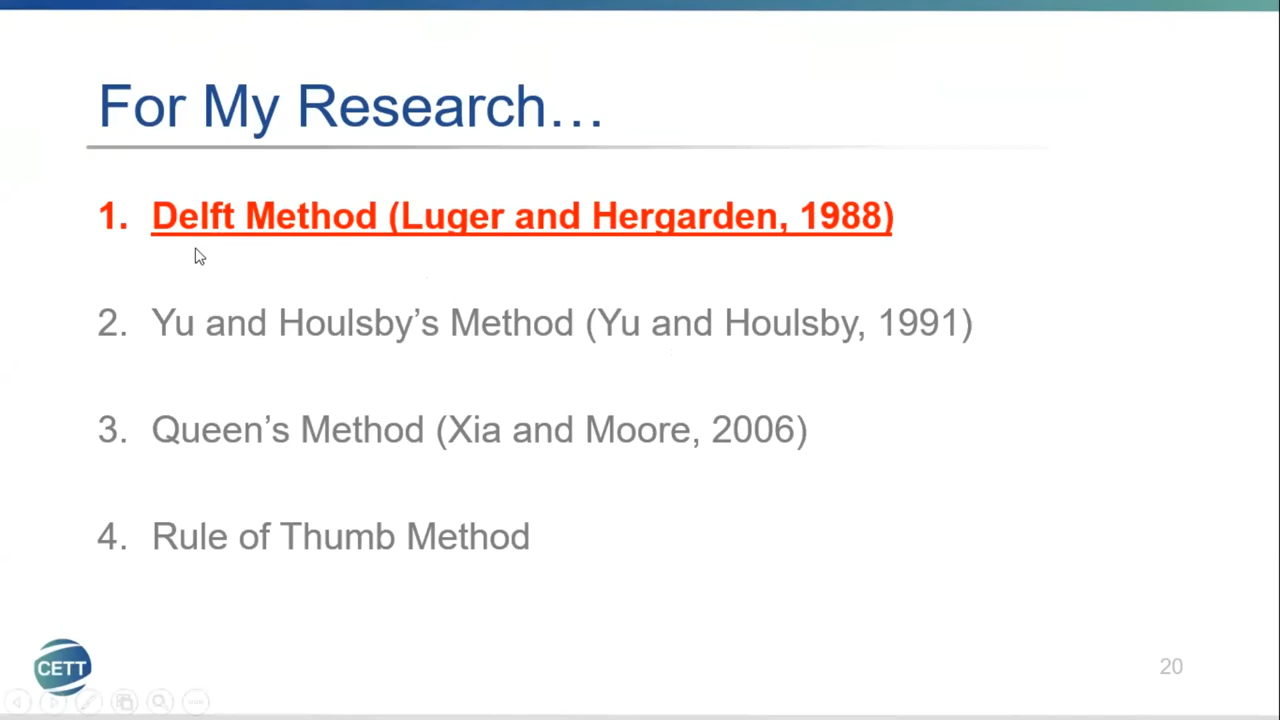 For My Research…
1. Delft Method (Luger and Hergarden, 1988)
2. Yu and Houlsby’s Method (Yu and Houlsby, 1991)
3. Queen’s Method (Xia and Moore, 2006)
4. Rule of Thumb Method
CETT
20